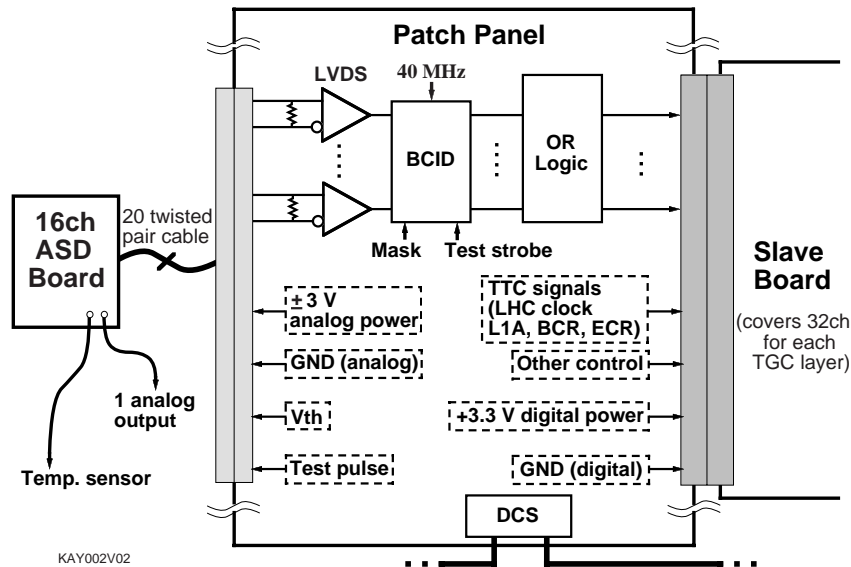 Patch Panel
LVDS
40 MHz
BCID
OR
Logic
Mask
Test strobe
16ch
ASD
Board
20 twisted
pair cable
1 analog
output
Temp. sensor
± 3 V
analog power
GND (analog)
Vth
Test pulse
TTC signals
(LHC clock
L1A, BCR, ECR)
Other control
+3.3 V digital power
GND (digital)
DCS
Slave
Board
(covers 32ch
for each
TGC layer)
KAY002V02